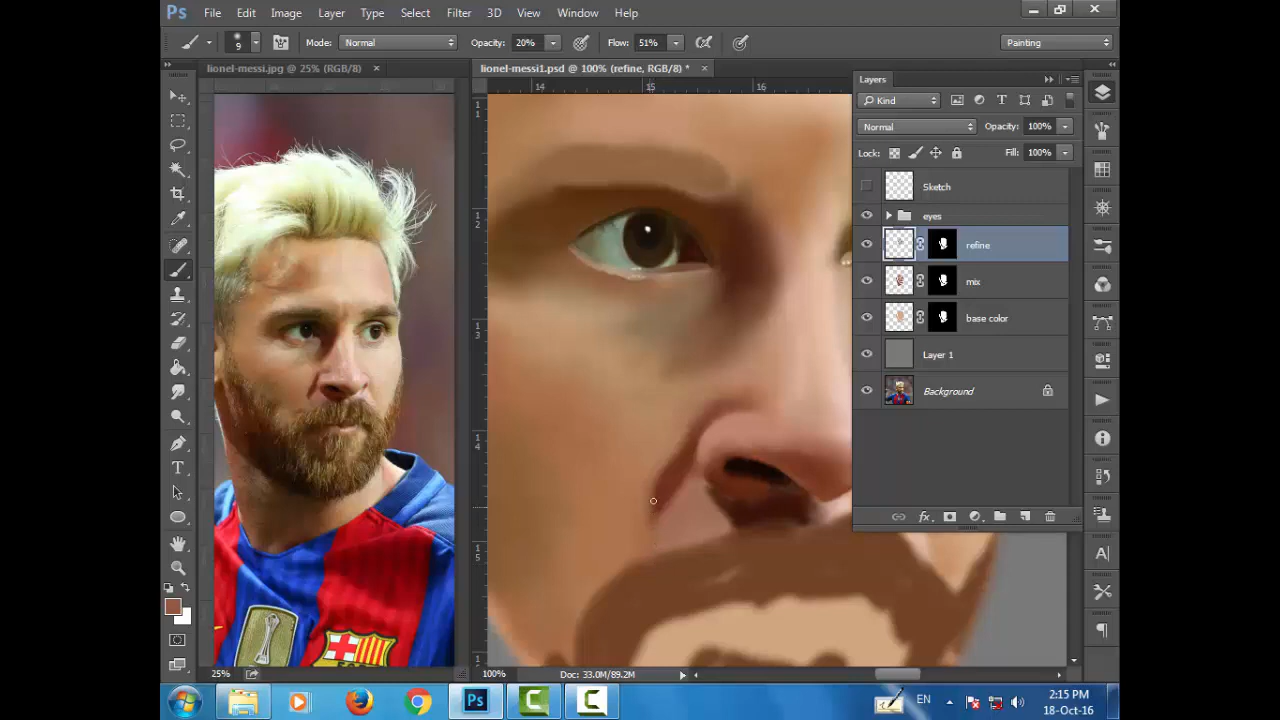 Ps File Edit Image Layer Type Select Filter 3D View Window Help
9 Mode: Normal Opacity: 20% Flow: 51% Painting
lionel-messi.jpg @ 25% (RGB/8) × lionel-messi1.psd @ 100% (refine, RGB/8) * ×
Layers
14 15 16
Kind
Normal Opacity: 100%
Lock: Fill: 100%
Sketch
eyes
refine
mix
base color
Layer 1
Background
25% 100% Doc: 33.0M/89.2M
Ps EN 2:15 PM
18-Oct-16